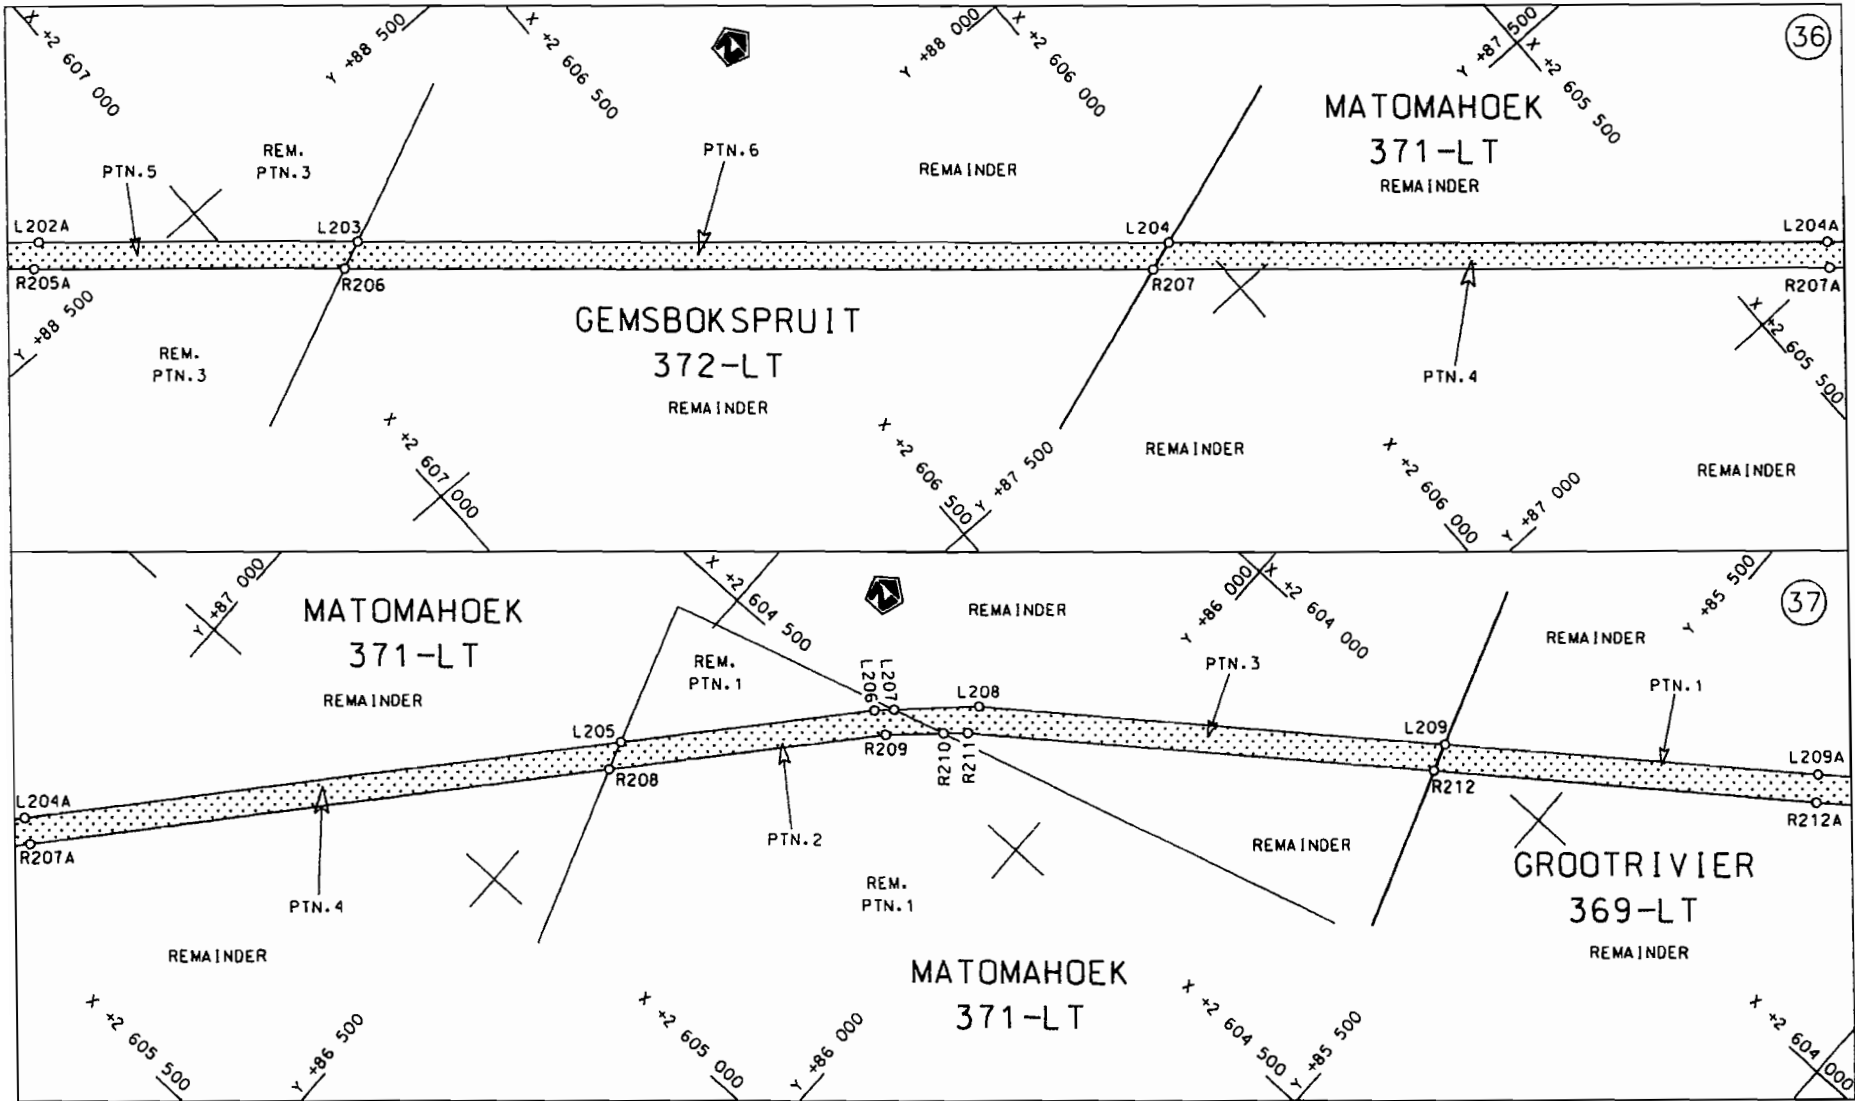 X +2 607 000
Y +88 500
X +2 606 500
Y +88 000
X +2 606 000
Y +87 500
X +2 605 500
36
MATOMAHOEK
371-LT
REMAINDER
PTN.5
REM.
PTN.3
PTN.6
REMAINDER
L202A
L203
L204
L204A
R205A
R206
R207
R207A
Y +88 500
GEMSBOKSPRUIT
372-LT
REMAINDER
REM.
PTN.3
PTN.4
X +2 605 500
X +2 607 000
X +2 606 500
Y +87 500
REMAINDER
X +2 606 000
Y +87 000
REMAINDER
Y +87 000
MATOMAHOEK
371-LT
REMAINDER
X +2 604 500
REMAINDER
Y +86 000
X +2 604 000
Y +85 500
37
REMAINDER
REM.
PTN.1
PTN.3
PTN.1
L204A
L205
L206
L207
L208
L209
L209A
R207A
R208
R209
R210
R211
R212
R212A
PTN.4
PTN.2
REM.
PTN.1
REMAINDER
GROOTRIVIER
369-LT
REMAINDER
REMAINDER
MATOMAHOEK
371-LT
X +2 605 500
Y +86 500
X +2 605 000
Y +86 000
X +2 604 500
Y +85 500
X +2 604 000